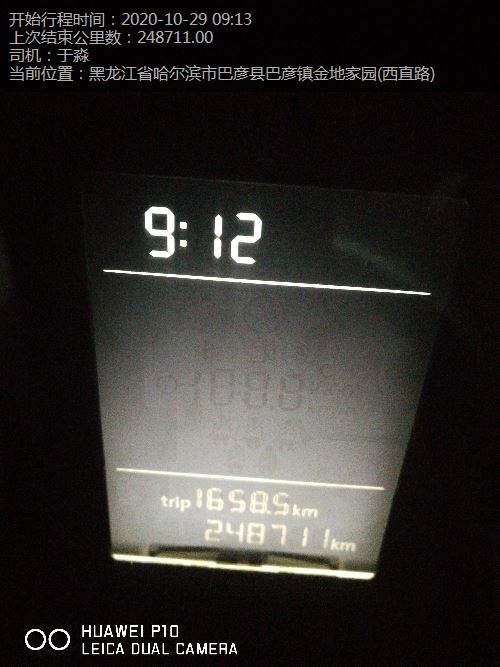 开始行程时间：2020-10-29 09:13
上次结束公里数：248711.00
司机：于淼
当前位置：黑龙江省哈尔滨市巴彦县巴彦镇金地家园(西直路)
9:12
trip 1658.5 km
248711 km
HUAWEI P10
LEICA DUAL CAMERA